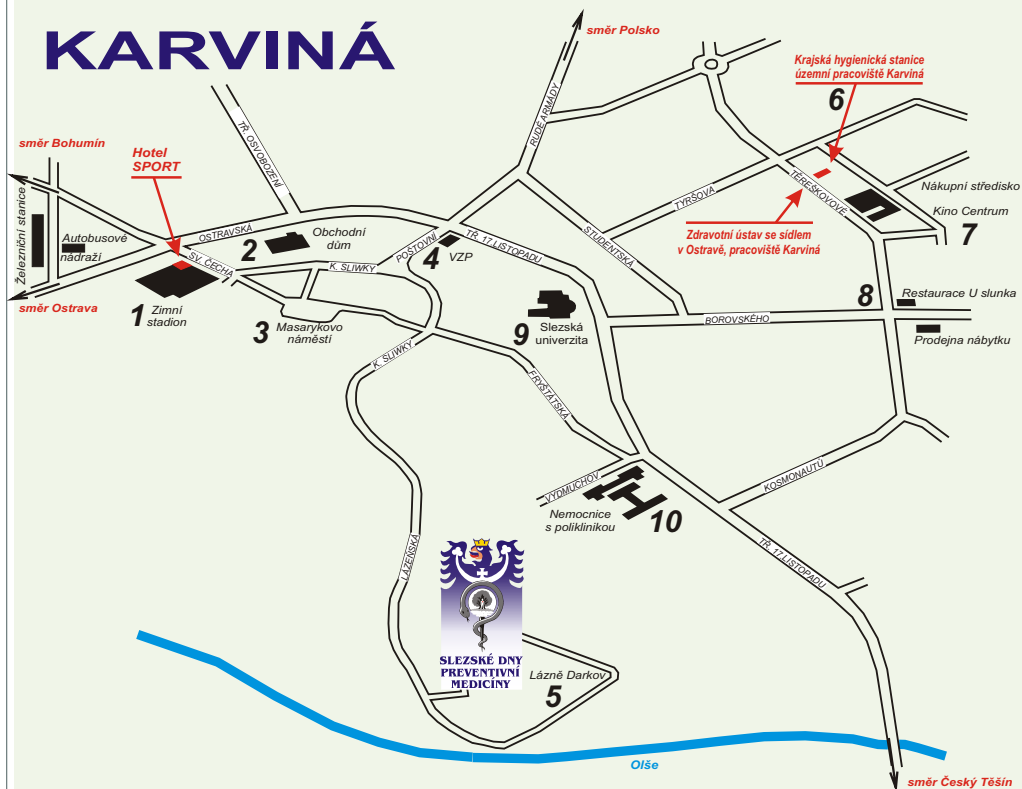 KARVINÁ
směr Polsko
Krajská hygienická stanice
územní pracoviště Karviná
6
RUDÉ ARMÁDY
TŘ. OSVOBOZENÍ
směr Bohumín
Hotel
SPORT
Železniční stanice
Autobusové
nádraží
OSTRAVSKÁ
2
Obchodní
dům
TYRŠOVA
TĚREŠKOVOVÉ
Nákupní středisko
Kino Centrum
7
Zdravotní ústav se sídlem
v Ostravě, pracoviště Karviná
SV. ČECHA
K. SLIWKY
POŠTOVNÍ
4
VZP
TŘ. 17.LISTOPADU
STUDENTSKÁ
směr Ostrava
1
Zimní
stadion
3
Masarykovo
náměstí
9
Slezská
univerzita
BOROVSKÉHO
8
Restaurace U slunka
Prodejna nábytku
K. SLIWKY
FRYŠTÁTSKÁ
VYDMUCHOV
KOSMONAUTŮ
Nemocnice
s poliklinikou
10
LÁZEŇSKÁ
TŘ. 17.LISTOPADU
SLEZSKÉ DNY
PREVENTIVNÍ
MEDICÍNY
Lázně Darkov
5
Olše
směr Český Těšín